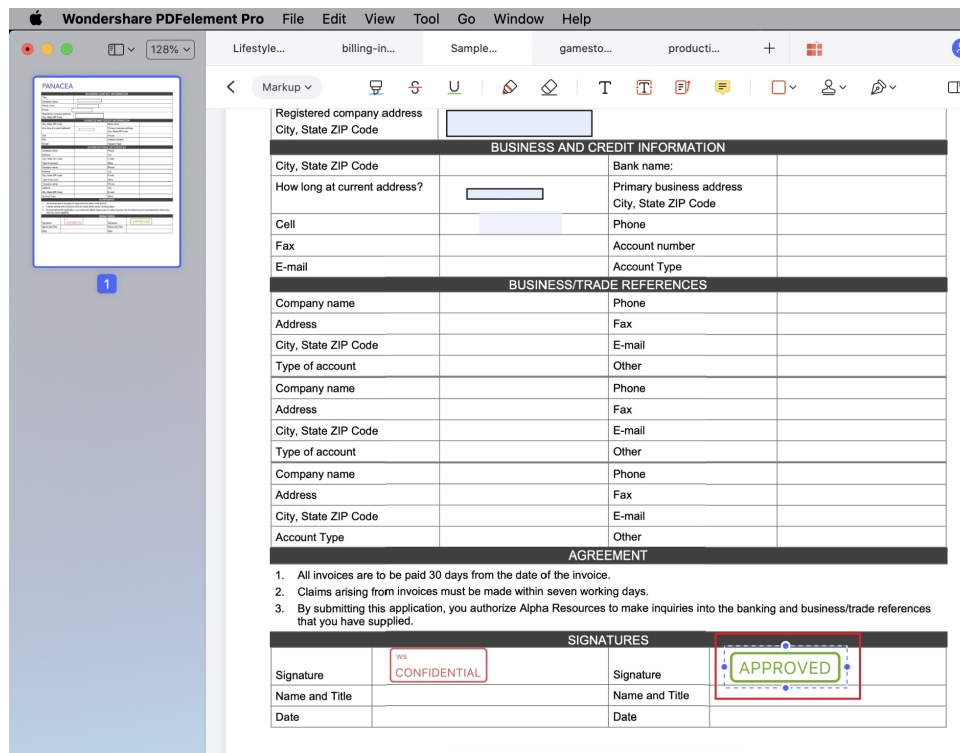 Wondershare PDFelement Pro File Edit View Tool Go Window Help
128% Lifestyle... billing-in... Sample... gamesto... producti... +
Markup
PANACEA
1
Registered company address
City, State ZIP Code
BUSINESS AND CREDIT INFORMATION
City, State ZIP Code Bank name:
How long at current address? Primary business address
City, State ZIP Code
Cell Phone
Fax Account number
E-mail Account Type
BUSINESS/TRADE REFERENCES
Company name Phone
Address Fax
City, State ZIP Code E-mail
Type of account Other
Company name Phone
Address Fax
City, State ZIP Code E-mail
Type of account Other
Company name Phone
Address Fax
City, State ZIP Code E-mail
Account Type Other
AGREEMENT
1. All invoices are to be paid 30 days from the date of the invoice.
2. Claims arising from invoices must be made within seven working days.
3. By submitting this application, you authorize Alpha Resources to make inquiries into the banking and business/trade references
that you have supplied.
SIGNATURES
ws
Signature CONFIDENTIAL Signature APPROVED
Name and Title Name and Title
Date Date